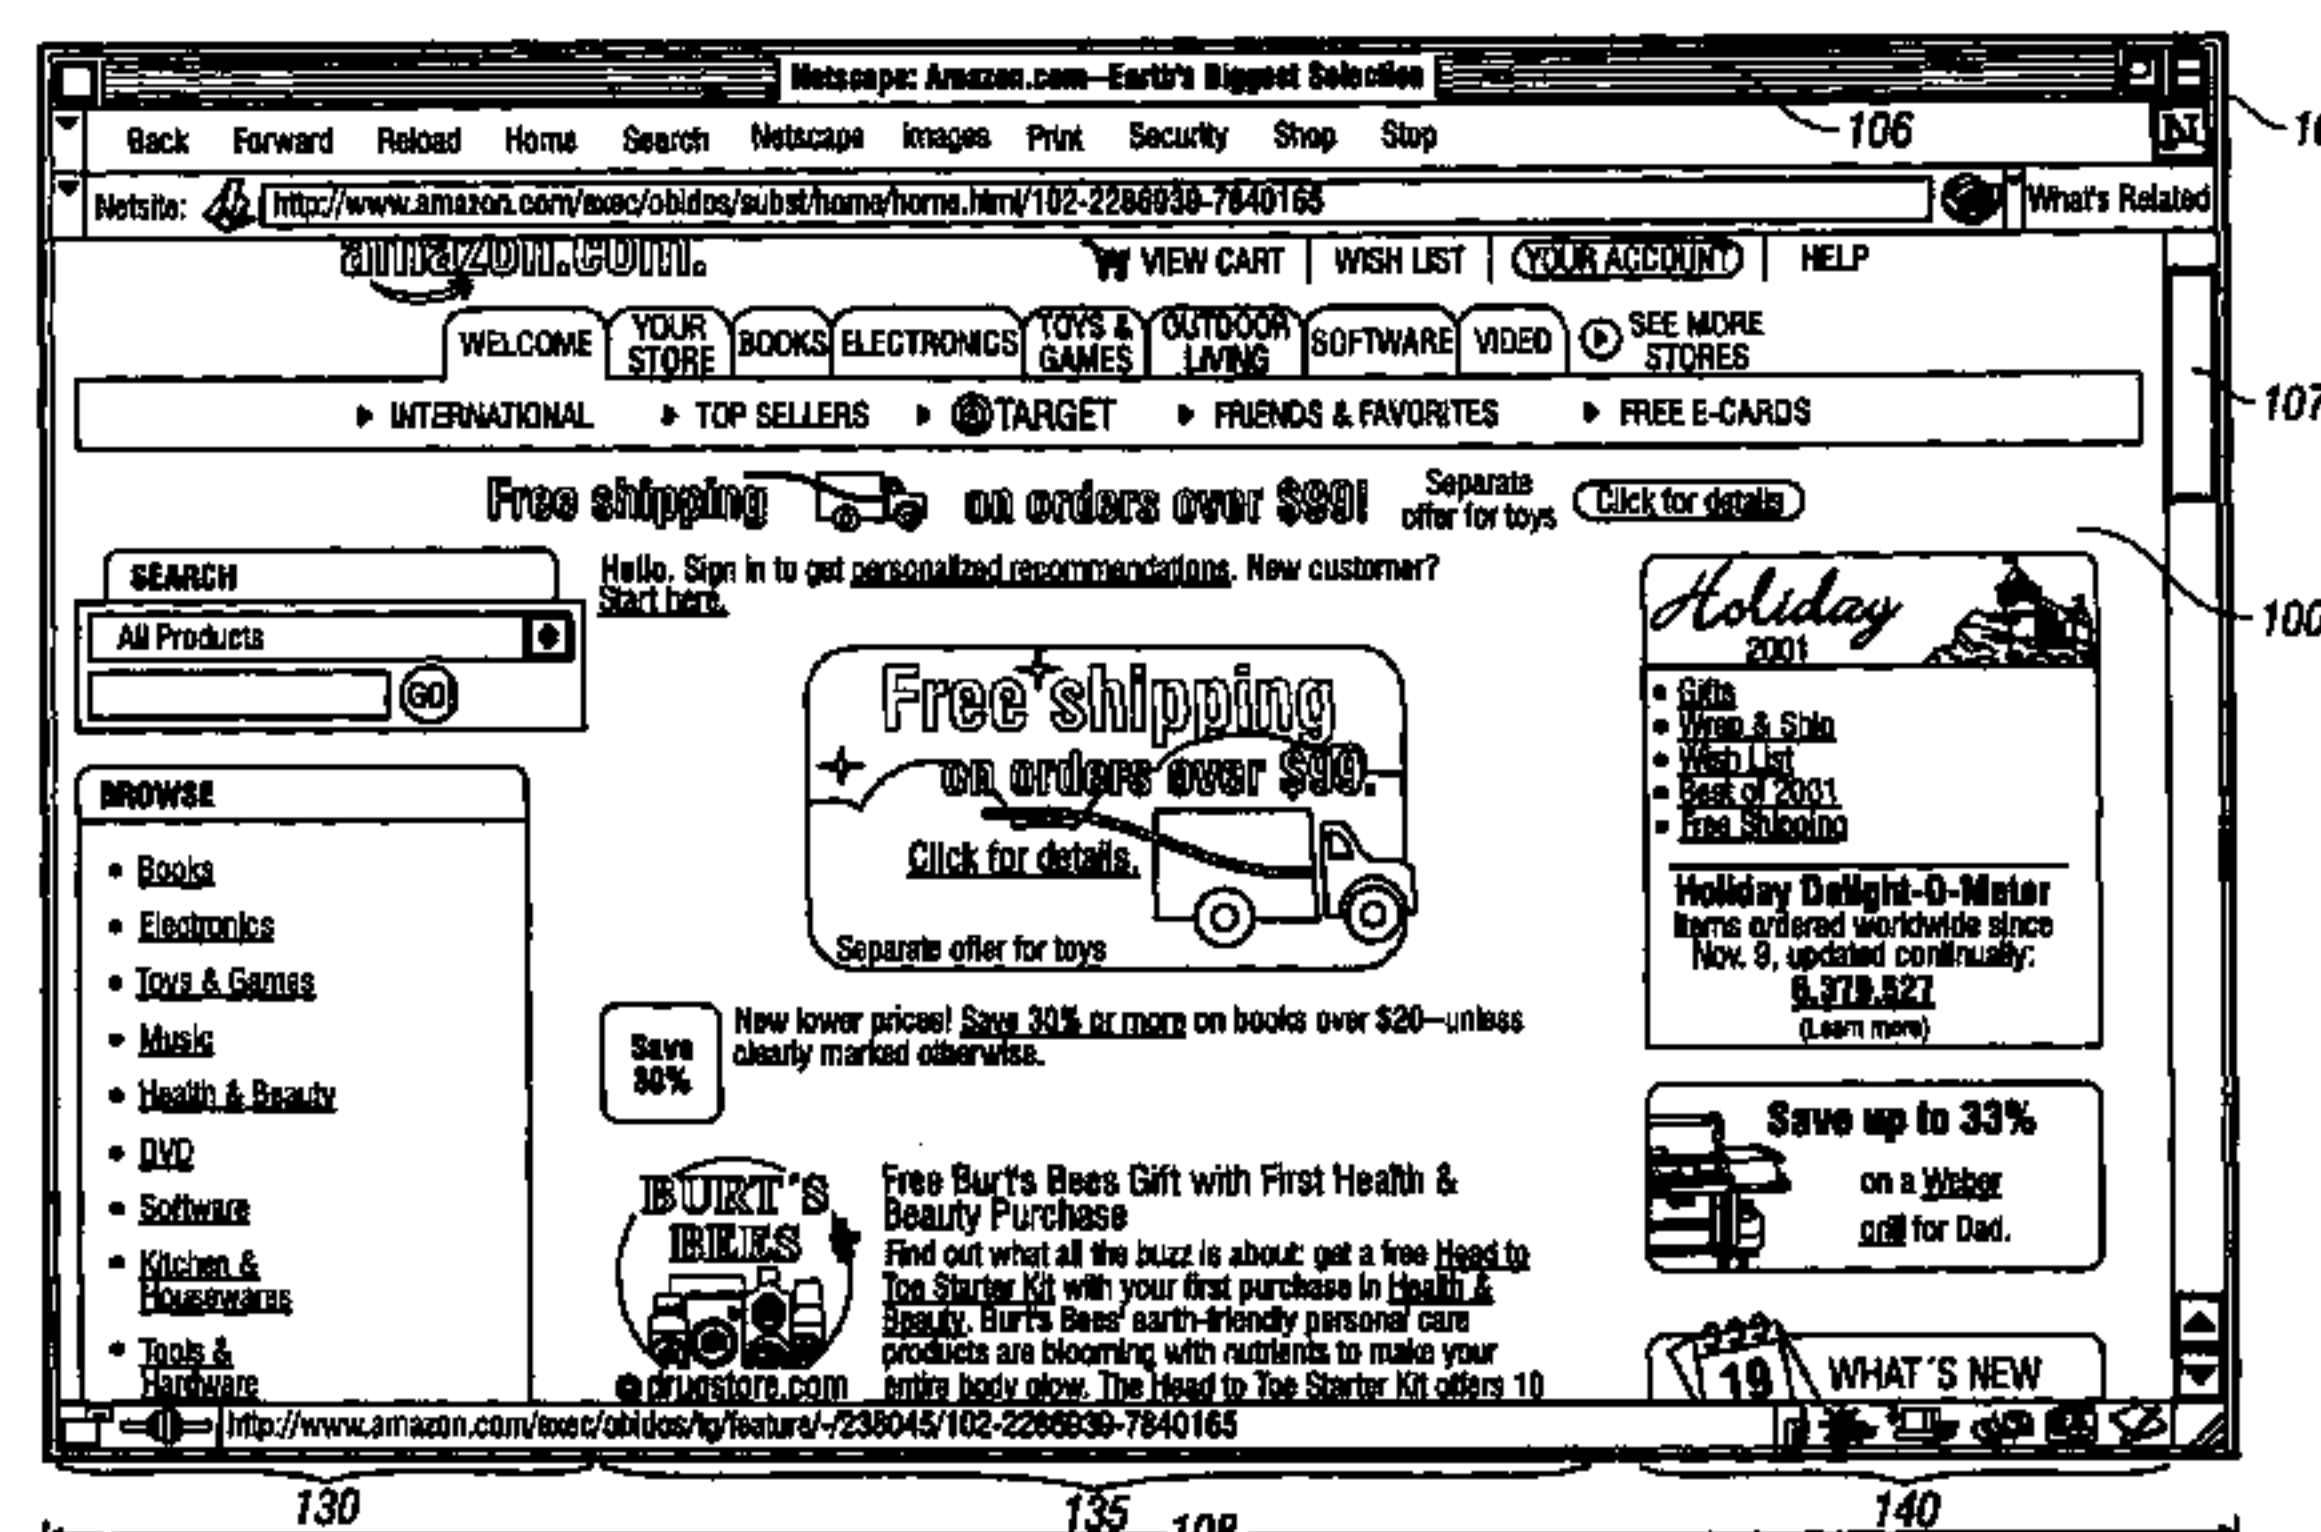 Netscape: Amazon.com–Earth's Biggest Selection
Back Forward Reload Home Search Netscape Images Print Security Shop Stop
106
N
Netsite: http://www.amazon.com/exec/obidos/subst/home/home.html/102-2286939-7840165 What's Related
amazon.com.
VIEW CART WISH LIST YOUR ACCOUNT HELP
WELCOME YOUR STORE BOOKS ELECTRONICS TOYS & GAMES OUTDOOR LIVING SOFTWARE VIDEO SEE MORE STORES
107
INTERNATIONAL TOP SELLERS TARGET FRIENDS & FAVORITES FREE E-CARDS
Free shipping on orders over $99! Separate offer for toys Click for details
100
SEARCH
All Products
GO
BROWSE
Books
Electronics
Toys & Games
Music
Health & Beauty
DVD
Software
Kitchen &
Housewares
Tools &
Hardware
Hello. Sign in to get personalized recommendations. New customer?
Start here.
Free shipping
on orders over $99.
Click for details.
Separate offer for toys
Save
30%
New lower prices! Save 30% or more on books over $20–unless
clearly marked otherwise.
BURT'S
BEES
drugstore.com
Free Burt's Bees Gift with First Health &
Beauty Purchase
Find out what all the buzz is about: get a free Head to
Toe Starter Kit with your first purchase in Health &
Beauty. Burt's Bees' earth-friendly personal care
products are blooming with nutrients to make your
entire body glow. The Head to Toe Starter Kit offers 10
Holiday
2001
Gifts
Wrap & Ship
Wish List
Best of 2001
Free Shipping
Holiday Delight-O-Meter
Items ordered worldwide since
Nov. 9, updated continually:
6,379,527
(Learn more)
Save up to 33%
on a Weber
grill for Dad.
19
WHAT'S NEW
http://www.amazon.com/exec/obidos/tg/feature/-/238045/102-2286939-7840165
130 135 140